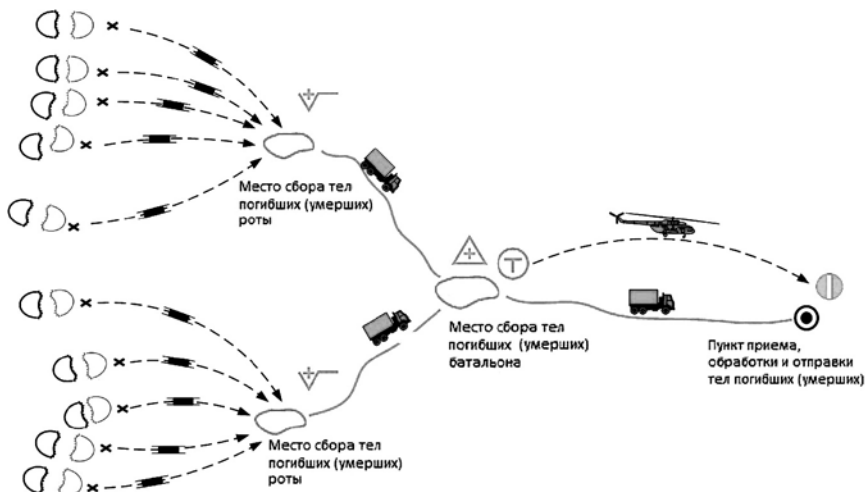 Место сбора тел
погибших (умерших)
роты
Место сбора тел
погибших (умерших)
батальона
Пункт приема,
обработки и отправки
тел погибших (умерших)
Место сбора тел
погибших (умерших)
роты